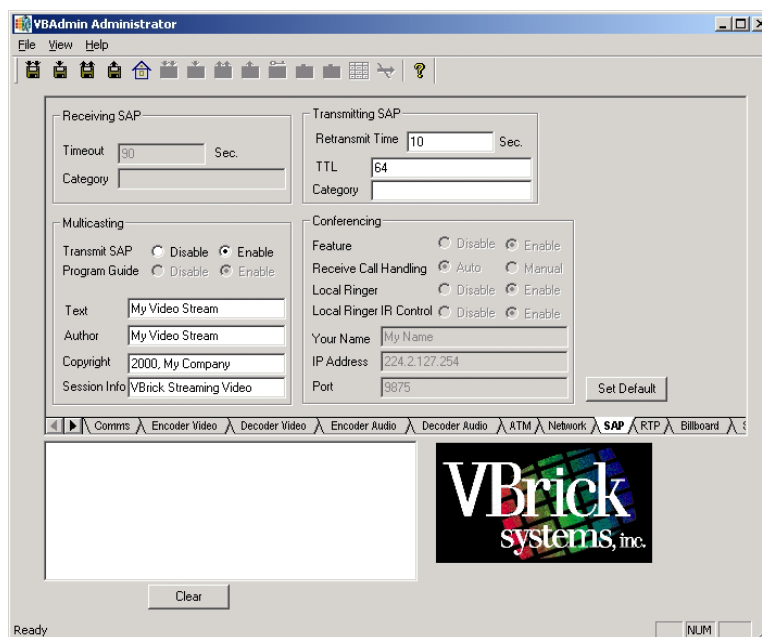 VBAdmin Administrator
File View Help
Receiving SAP
Timeout 90 Sec.
Category
Transmitting SAP
Retransmit Time 10 Sec.
TTL 64
Category
Multicasting
Transmit SAP Disable Enable
Program Guide Disable Enable
Text My Video Stream
Author My Video Stream
Copyright 2000, My Company
Session Info VBrick Streaming Video
Conferencing
Feature Disable Enable
Receive Call Handling Auto Manual
Local Ringer Disable Enable
Local Ringer IR Control Disable Enable
Your Name My Name
IP Address 224.2.127.254
Port 9875
Set Default
Comms Encoder Video Decoder Video Encoder Audio Decoder Audio ATM Network SAP RTP Billboard
VBrick
systems, inc.
Clear
Ready NUM